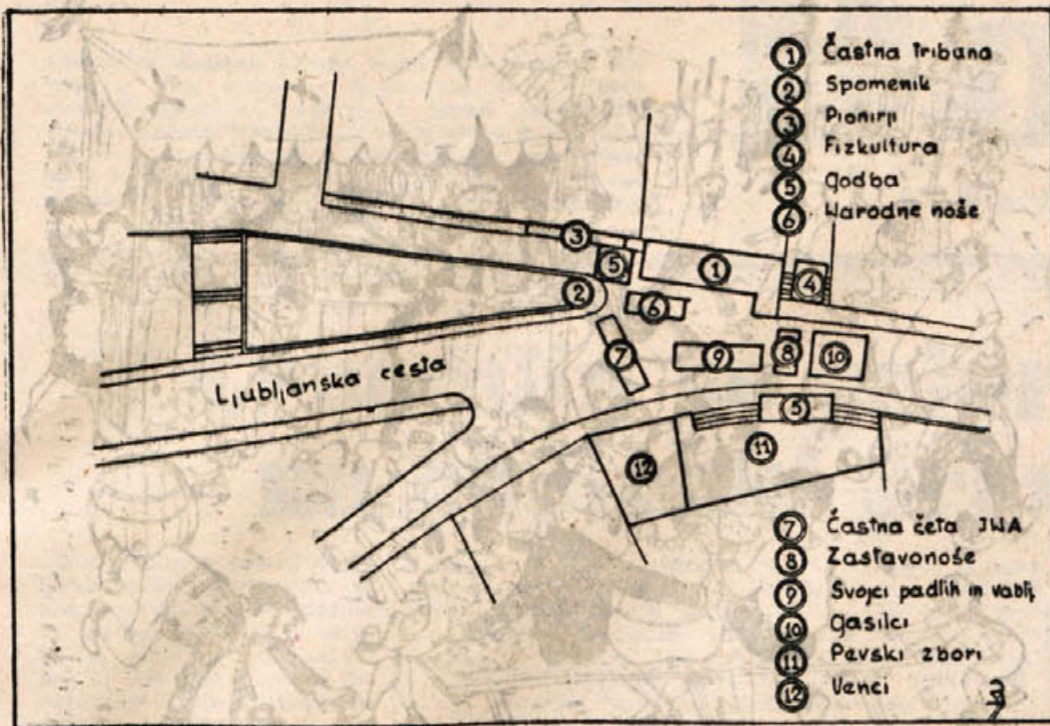 1 Častna tribuna
2 Spomenik
3 Pionirji
4 Fizkultura
5 Godba
6 Narodne noše
3
5
1
4
2
6
7
9
8
10
Ljubljanska cesta
5
11
12
7 Častna četa JNA
8 Zastavonoše
9 Svojci padlih in vablj.
10 Gasilci
11 Pevski zbori
12 Venci